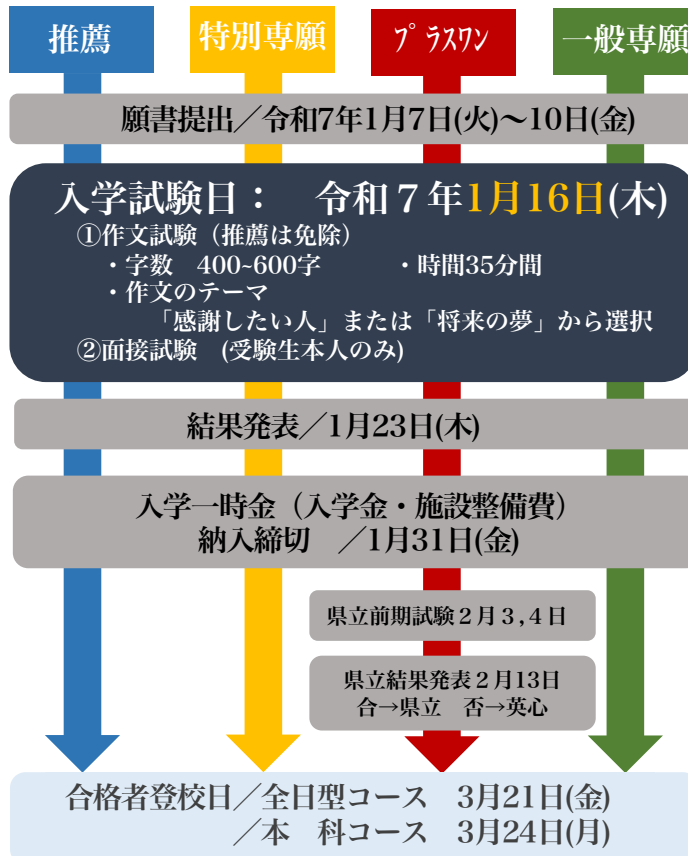 推薦
特別専願
プラスワン
一般専願
願書提出／令和7年1月7日(火)〜10日(金)
入学試験日： 令和７年1月16日(木)
①作文試験（推薦は免除）
・字数 400~600字 ・時間35分間
・作文のテーマ
「感謝したい人」または「将来の夢」から選択
②面接試験 (受験生本人のみ)
結果発表／1月23日(木)
入学一時金（入学金・施設整備費）
納入締切 ／1月31日(金)
県立前期試験２月３,４日
県立結果発表２月13日
合→県立 否→英心
合格者登校日／全日型コース 3月21日(金)
／本 科コース 3月24日(月)